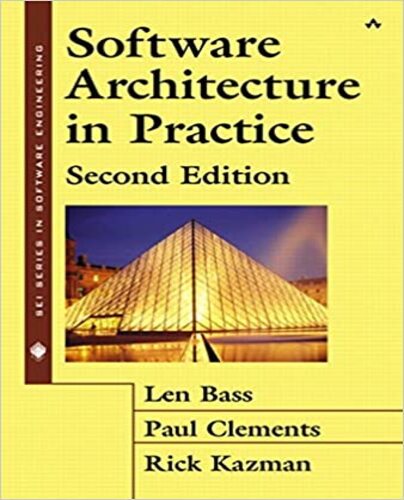 Software
Architecture
in Practice
Second Edition
SEI SERIES IN SOFTWARE ENGINEERING
Len Bass
Paul Clements
Rick Kazman